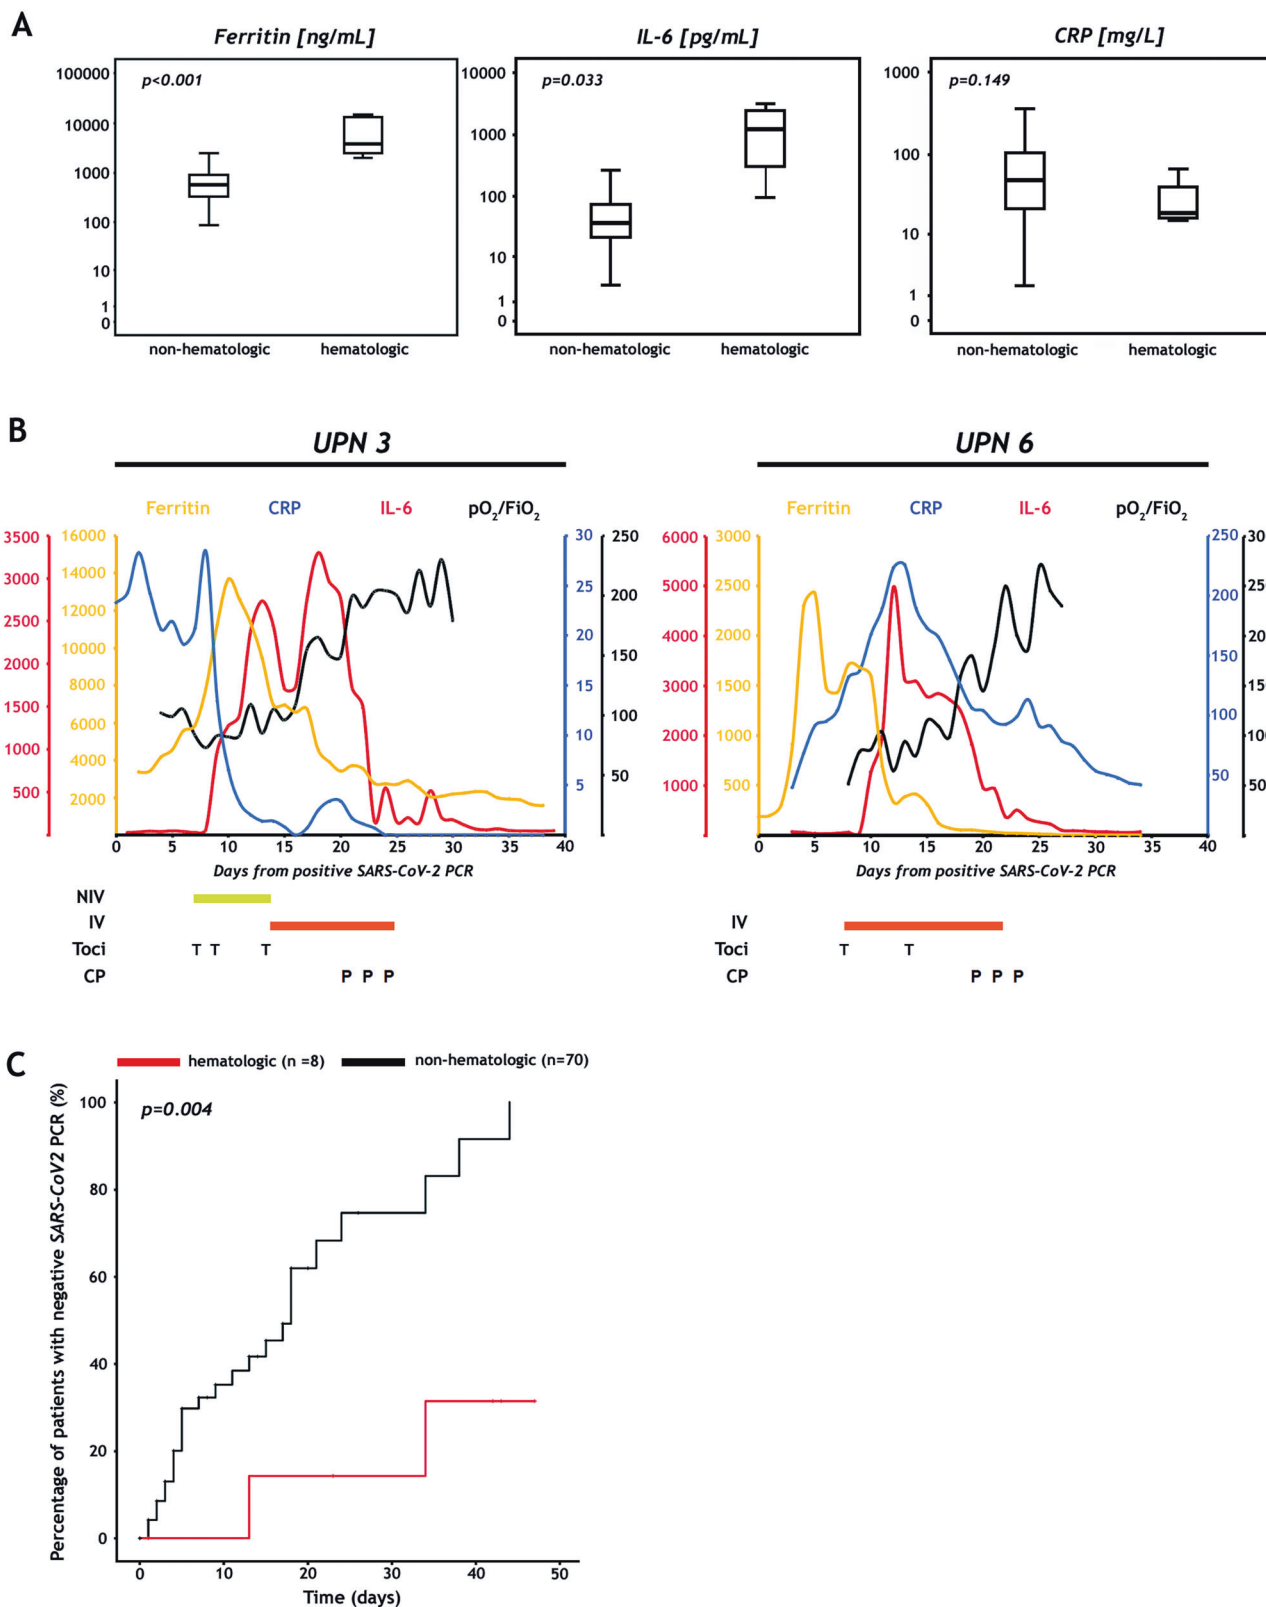 A
Ferritin [ng/mL]
IL-6 [pg/mL]
CRP [mg/L]
p<0.001
100000
10000
1000
100
10
1
0
non-hematologic hematologic
p=0.033
10000
1000
100
10
1
0
non-hematologic hematologic
p=0.149
1000
100
10
1
0
non-hematologic hematologic
B
UPN 3
Ferritin CRP IL-6 pO2/FiO2
3500
3000
2500
2000
1500
1000
500
16000
14000
12000
10000
8000
6000
4000
2000
30
25
20
15
10
5
250
200
150
100
50
0 5 10 15 20 25 30 35 40
Days from positive SARS-CoV-2 PCR
NIV
IV
Toci T T T
CP P P P
UPN 6
Ferritin CRP IL-6 pO2/FiO2
6000
5000
4000
3000
2000
1000
3000
2500
2000
1500
1000
500
250
200
150
100
50
30
25
20
15
100
50
0 5 10 15 20 25 30 35 40
Days from positive SARS-CoV-2 PCR
IV
Toci T T
CP P P P
C
hematologic (n =8) non-hematologic (n=70)
p=0.004
Percentage of patients with negative SARS-CoV2 PCR (%)
100
80
60
40
20
0
0 10 20 30 40 50
Time (days)